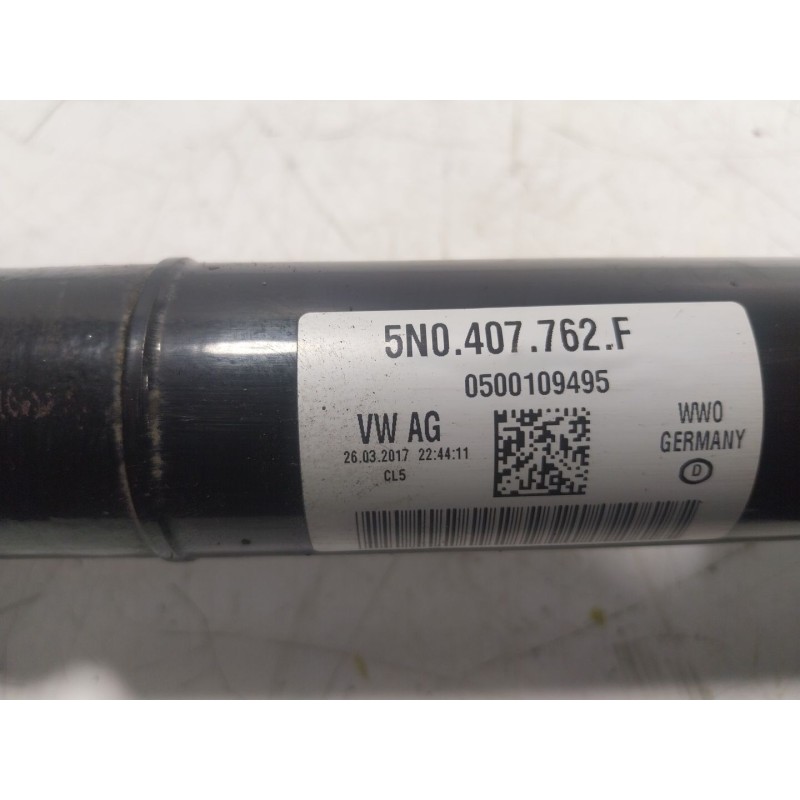 5N0.407.762.F
0500109495
VW AG
26.03.2017 22:44:11
CL5
WWO
GERMANY
D